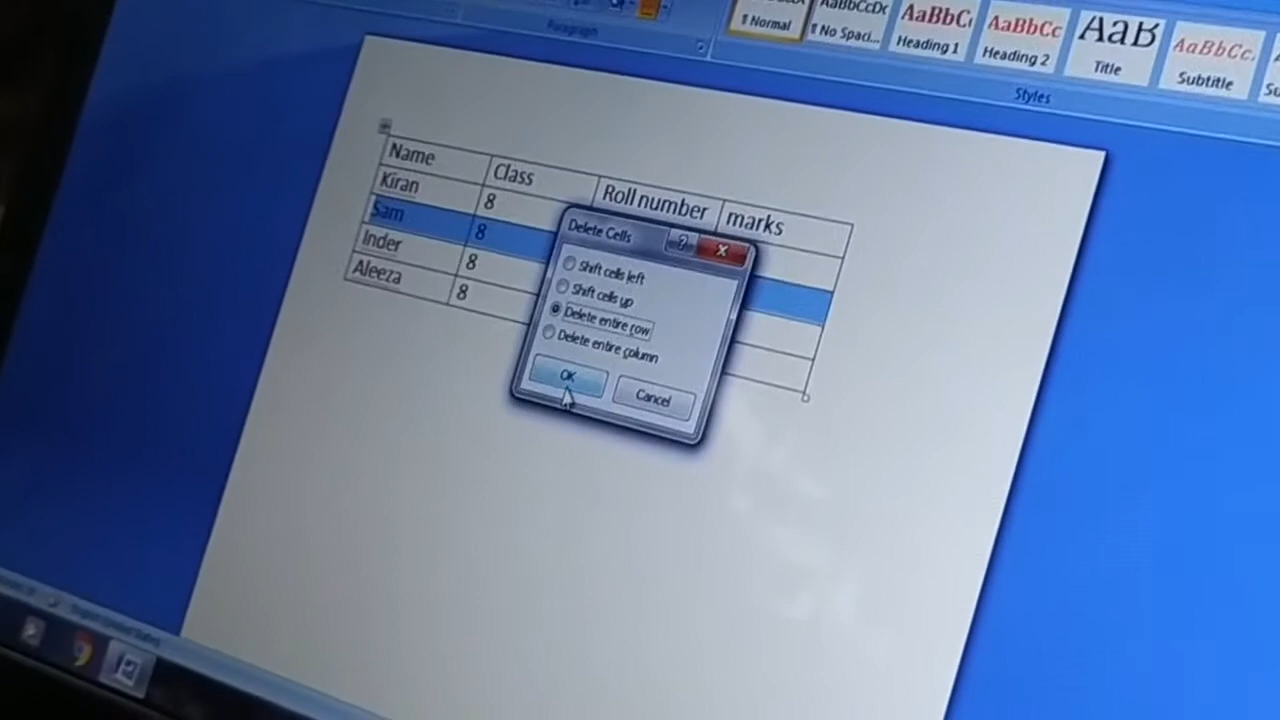 Paragraph
¶ Normal
AaBbCcDc
¶ No Spaci...
AaBbC
Heading 1
AaBbCc
Heading 2
AaB
Title
AaBbCc.
Subtitle
Styles
Name Class Roll number marks
Kiran 8
Sam 8
Inder 8
Aleeza 8
Delete Cells
Shift cells left
Shift cells up
Delete entire row
Delete entire column
OK Cancel